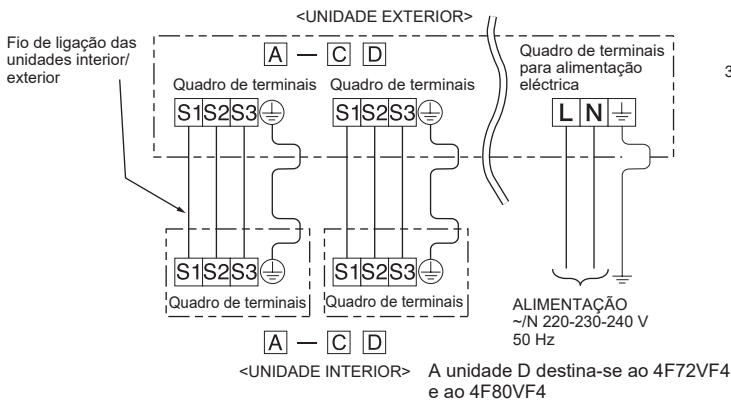 <UNIDADE EXTERIOR>
Fio de ligação das
unidades interior/
exterior
A — C D
Quadro de terminais
Quadro de terminais
Quadro de terminais
para alimentação
eléctrica
3
S1 S2 S3
S1 S2 S3
L N
S1 S2 S3
S1 S2 S3
Quadro de terminais
Quadro de terminais
ALIMENTAÇÃO
~/N 220-230-240 V
50 Hz
A — C D
<UNIDADE INTERIOR>
A unidade D destina-se ao 4F72VF4
e ao 4F80VF4